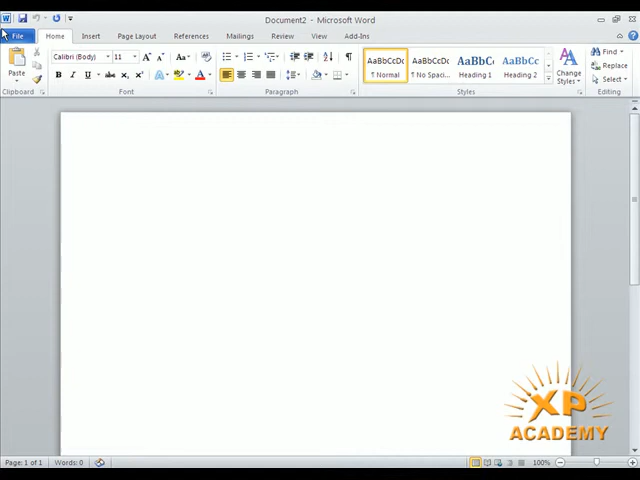 Document2 - Microsoft Word
File Home Insert Page Layout References Mailings Review View Add-Ins
Calibri (Body) 11
AaBbCcDc AaBbCcDc AaBbC AaBbCc
Paste
¶ Normal ¶ No Spaci... Heading 1 Heading 2
Change Styles
Find
Replace
Select
Clipboard Font Paragraph Styles Editing
XP
ACADEMY
Page: 1 of 1 Words: 0 100%